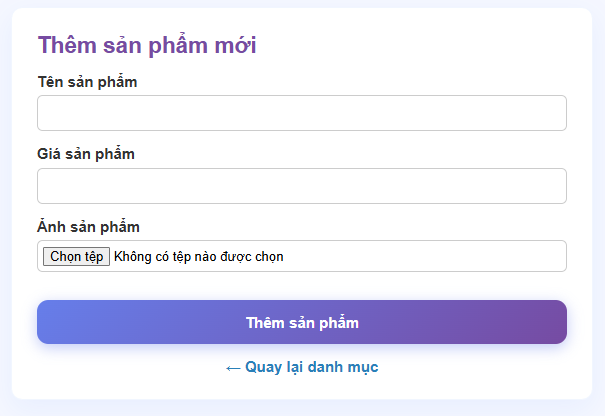 Thêm sản phẩm mới
Tên sản phẩm
Giá sản phẩm
Ảnh sản phẩm
Chọn tệp Không có tệp nào được chọn
Thêm sản phẩm
← Quay lại danh mục